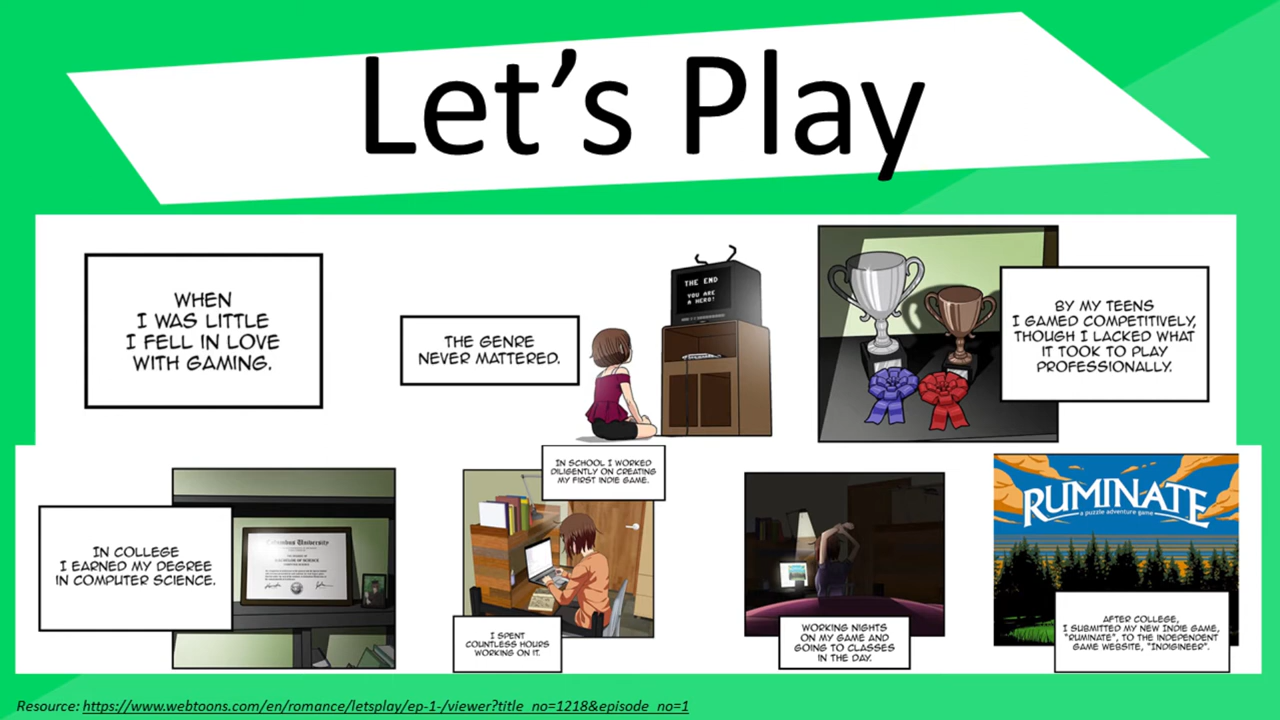 Let's Play
WHEN
I WAS LITTLE
I FELL IN LOVE
WITH GAMING.
THE GENRE
NEVER MATTERED.
THE END
YOU ARE
A HERO!
BY MY TEENS
I GAMED COMPETITIVELY,
THOUGH I LACKED WHAT
IT TOOK TO PLAY
PROFESSIONALLY.
IN COLLEGE
I EARNED MY DEGREE
IN COMPUTER SCIENCE.
Columbus University
IN SCHOOL I WORKED
DILIGENTLY ON CREATING
MY FIRST INDIE GAME.
I SPENT
COUNTLESS HOURS
WORKING ON IT.
WORKING NIGHTS
ON MY GAME AND
GOING TO CLASSES
IN THE DAY.
RUMINATE
a puzzle adventure game
AFTER COLLEGE,
I SUBMITTED MY NEW INDIE GAME,
"RUMINATE", TO THE INDEPENDENT
GAME WEBSITE, "INDIGINEER".
Resource: https://www.webtoons.com/en/romance/letsplay/ep-1-/viewer?title_no=1218&episode_no=1